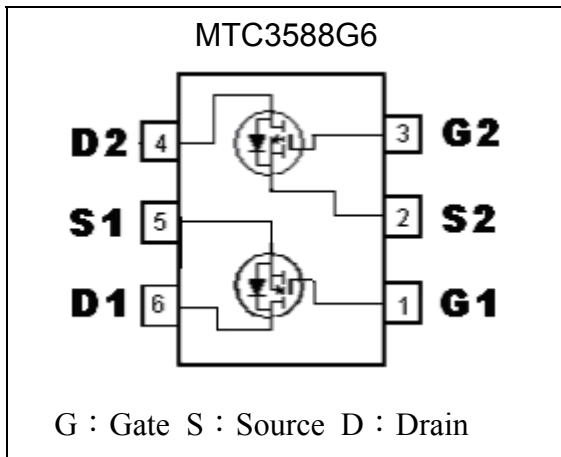 MTC3588G6
D2 4 3 G2
S1 5 2 S2
D1 6 1 G1
G：Gate S：Source D：Drain